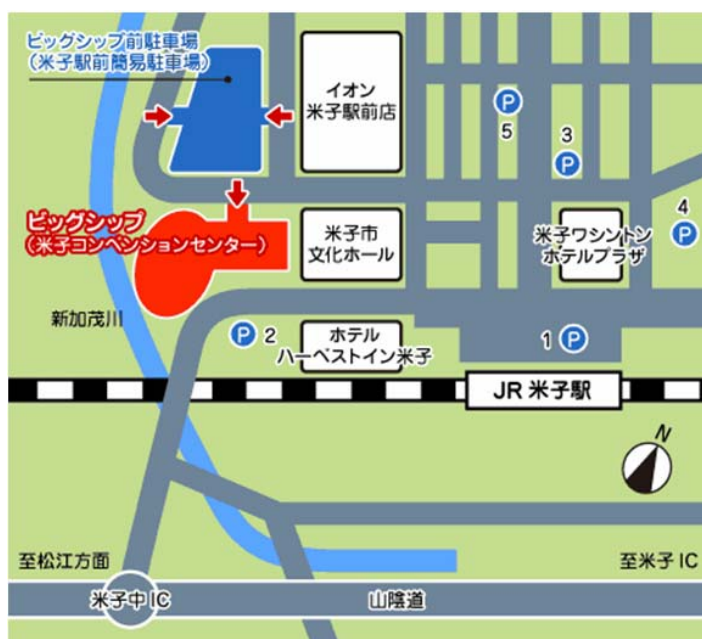 ビッグシップ前駐車場
(米子駅前簡易駐車場)
イオン
米子駅前店
P
5
3
P
ビッグシップ
(米子コンベンションセンター)
米子市
文化ホール
米子ワシントン
ホテルプラザ
4
P
新加茂川
P 2
ホテル
ハーベストイン米子
1 P
JR 米子駅
N
至松江方面
至米子 IC
米子中 IC
山陰道